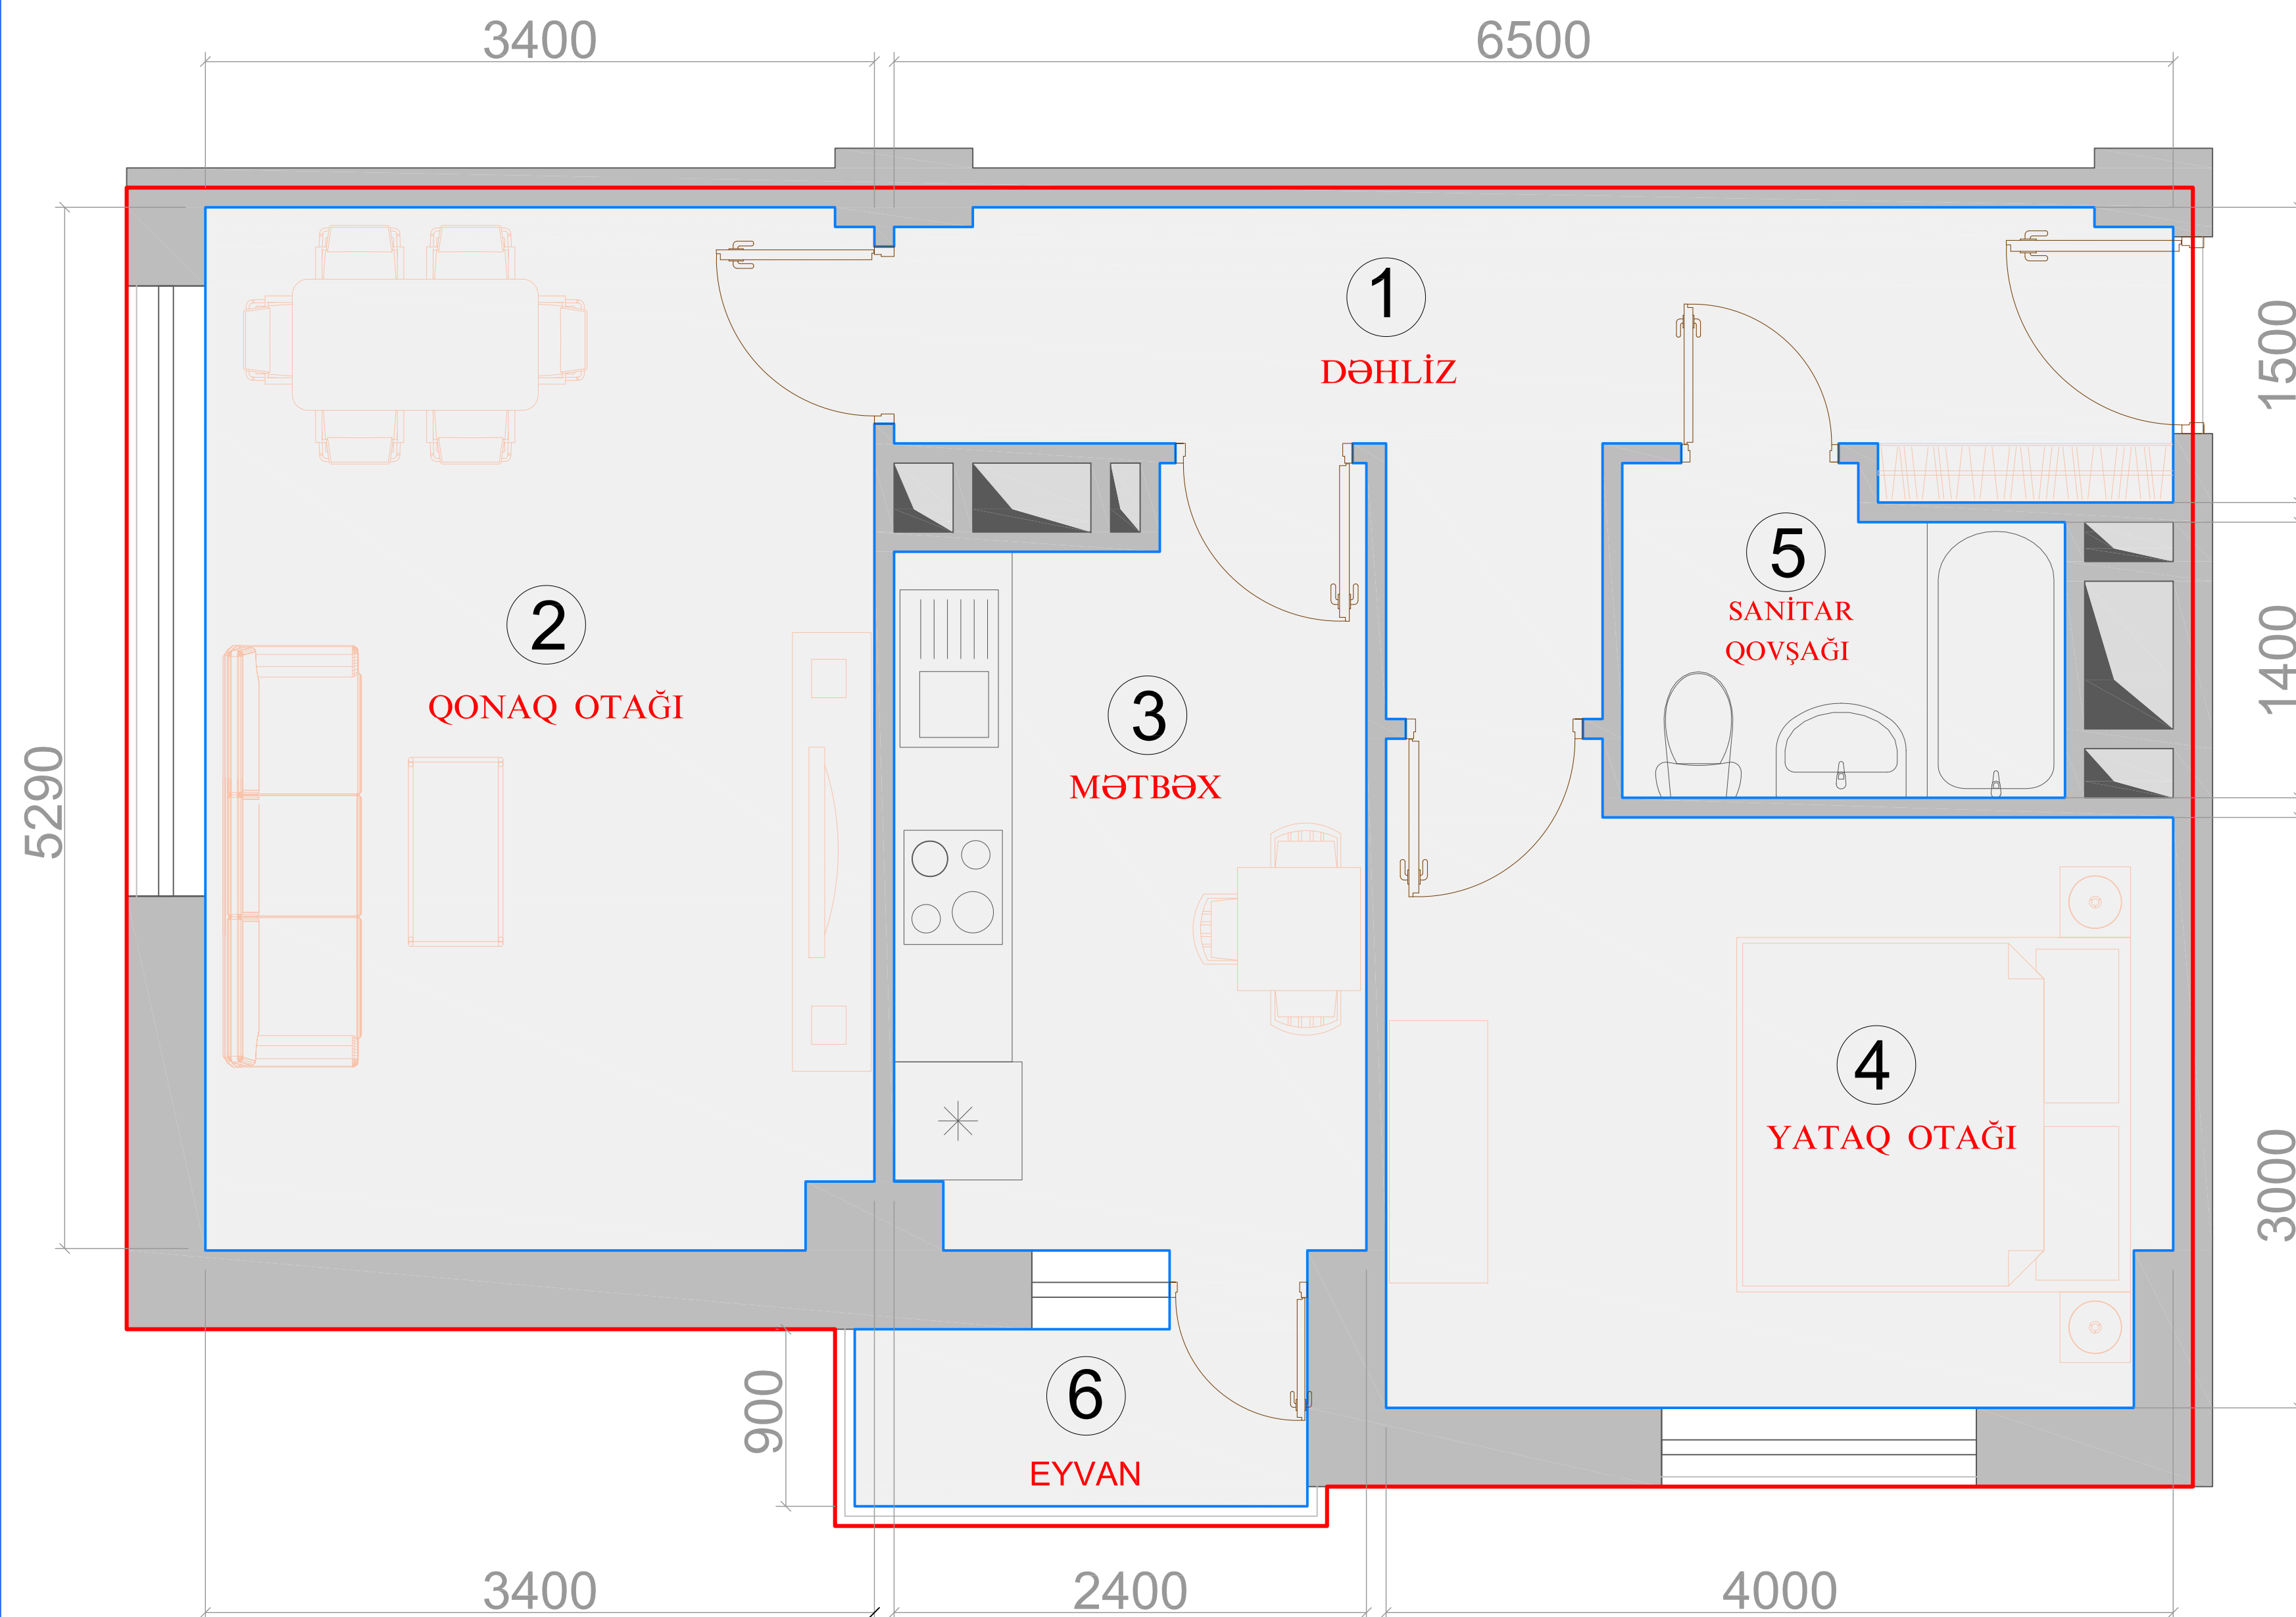 3400
6500
1
DƏHLİZ
1500
2
QONAQ OTAĞI
5
SANİTAR
QOVŞAĞI
1400
3
MƏTBƏX
5290
4
YATAQ OTAĞI
3000
6
EYVAN
900
3400
2400
4000